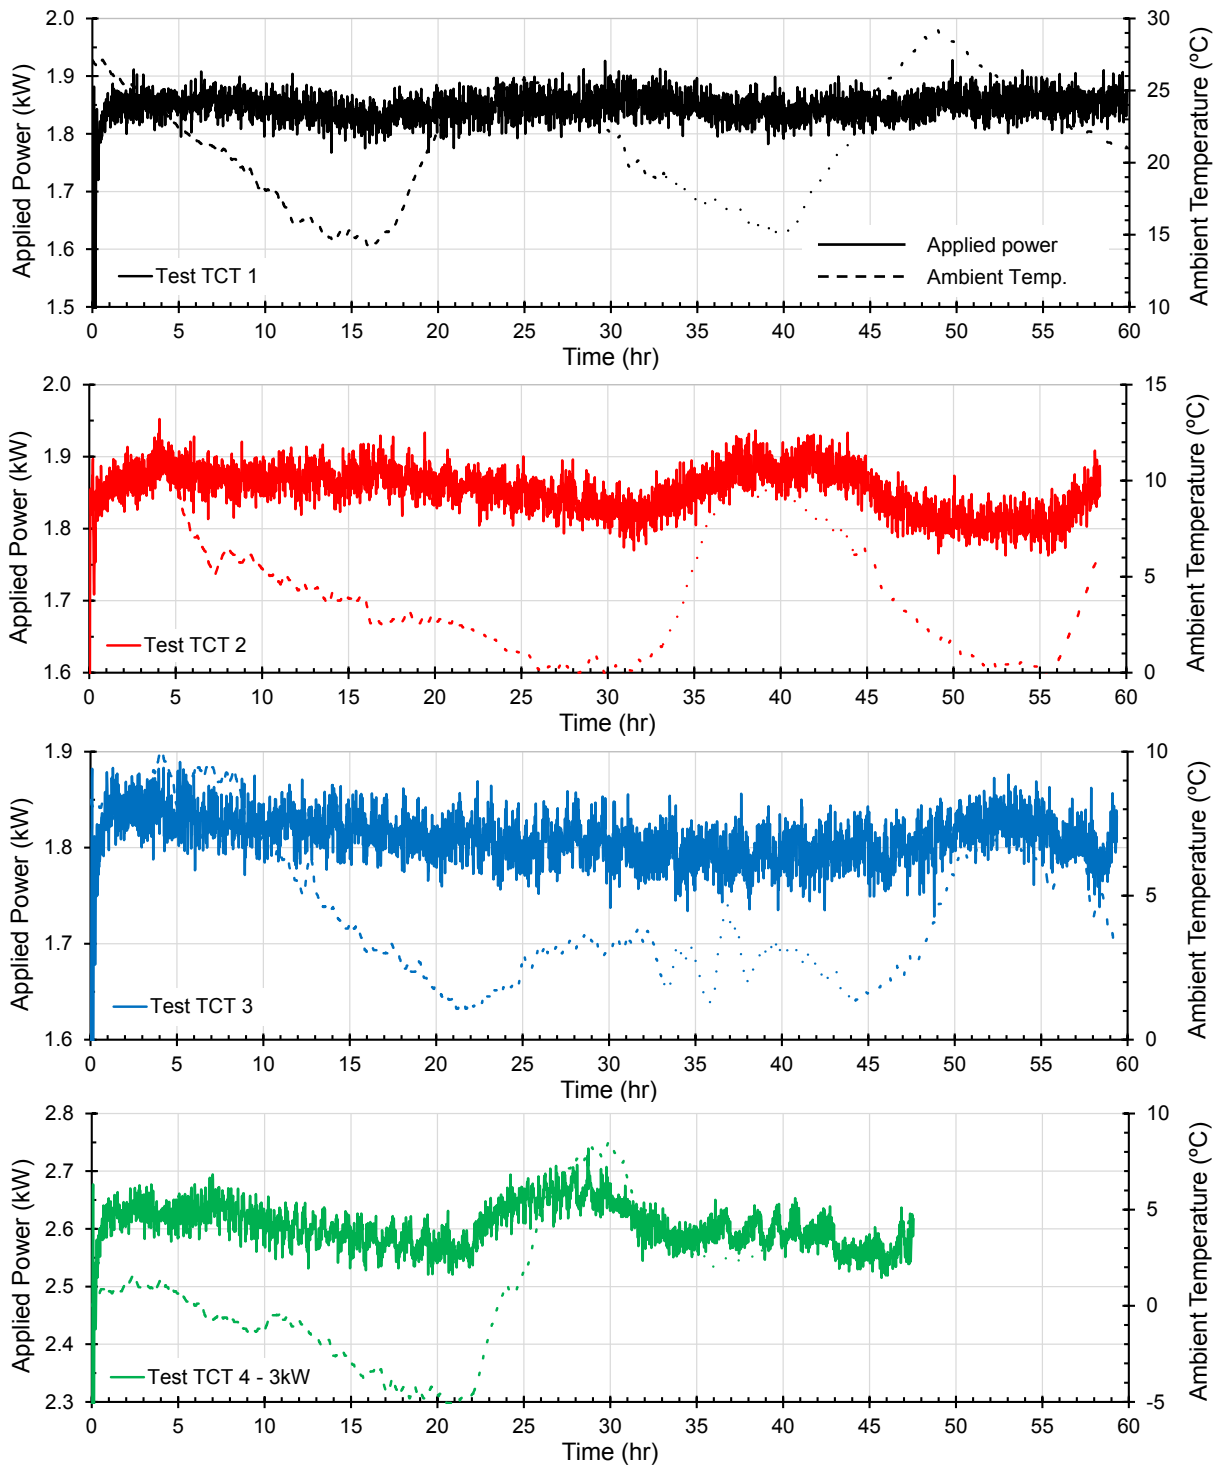 2.0
1.9
1.8
1.7
1.6
1.5
Applied Power (kW)
30
25
20
15
10
Ambient Temperature (ºC)
Applied power
Ambient Temp.
Test TCT 1
0 5 10 15 20 25 30 35 40 45 50 55 60
Time (hr)
2.0
1.9
1.8
1.7
1.6
Applied Power (kW)
15
10
5
0
Ambient Temperature (ºC)
Test TCT 2
0 5 10 15 20 25 30 35 40 45 50 55 60
Time (hr)
1.9
1.8
1.7
1.6
Applied Power (kW)
10
5
0
Ambient Temperature (ºC)
Test TCT 3
0 5 10 15 20 25 30 35 40 45 50 55 60
Time (hr)
2.8
2.7
2.6
2.5
2.4
2.3
Applied Power (kW)
10
5
0
-5
Ambient Temperature (ºC)
Test TCT 4 - 3kW
0 5 10 15 20 25 30 35 40 45 50 55 60
Time (hr)